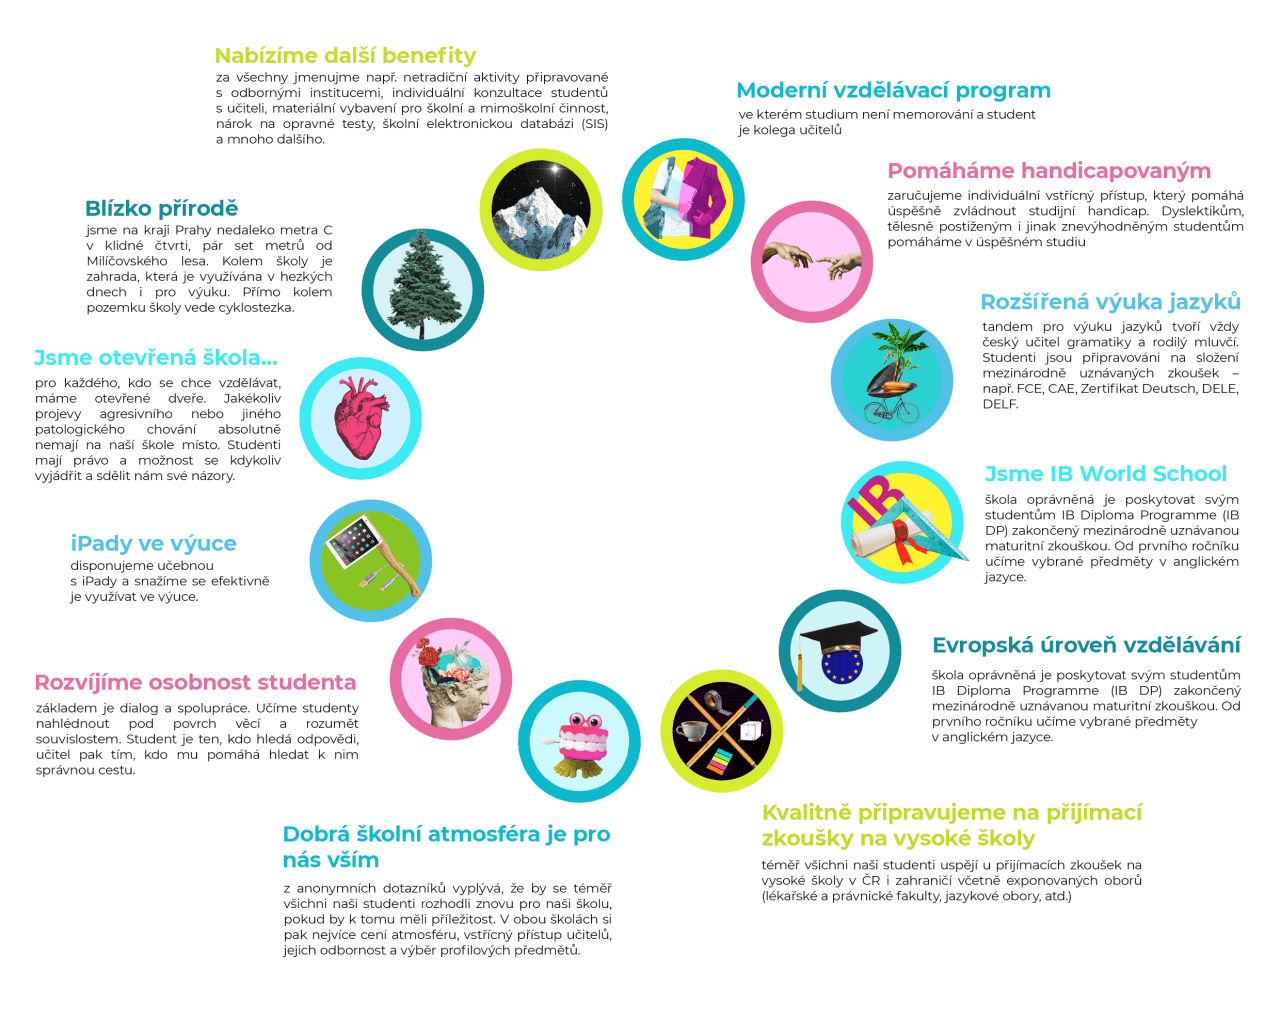 Nabízíme další benefity
za všechny jmenujme např. netradiční aktivity připravované
s odbornými institucemi, individuální konzultace studentů
s učiteli, materiální vybavení pro školní a mimoškolní činnost,
nárok na opravné testy, školní elektronickou databázi (SIS)
a mnoho dalšího.
Moderní vzdělávací program
ve kterém studium není memorování a student
je kolega učitelů
Pomáháme handicapovaným
zaručujeme individuální vstřícný přístup, který pomáhá
úspěšně zvládnout studijní handicap. Dyslektikům,
tělesně postiženým i jinak znevýhodněným studentům
pomáháme v úspěšném studiu
Rozšířená výuka jazyků
tandem pro výuku jazyků tvoří vždy
český učitel gramatiky a rodilý mluvčí.
Studenti jsou připravováni na složení
mezinárodně uznávaných zkoušek –
např. FCE, CAE, Zertifikat Deutsch, DELE,
DELF.
Jsme IB World School
škola oprávněná je poskytovat svým
studentům IB Diploma Programme (IB
DP) zakončený mezinárodně uznávanou
maturitní zkouškou. Od prvního ročníku
učíme vybrané předměty v anglickém
jazyce.
IB
Evropská úroveň vzdělávání
škola oprávněná je poskytovat svým studentům
IB Diploma Programme (IB DP) zakončený
mezinárodně uznávanou maturitní zkouškou. Od
prvního ročníku učíme vybrané předměty
v anglickém jazyce.
Kvalitně připravujeme na přijímací
zkoušky na vysoké školy
téměř všichni naši studenti uspějí u přijímacích zkoušek na
vysoké školy v ČR i zahraničí včetně exponovaných oborů
(lékařské a právnické fakulty, jazykové obory, atd.)
Dobrá školní atmosféra je pro
nás vším
z anonymních dotazníků vyplývá, že by se téměř
všichni naši studenti rozhodli znovu pro naši školu,
pokud by k tomu měli příležitost. V obou školách si
pak nejvíce cení atmosféru, vstřícný přístup učitelů,
jejich odbornost a výběr profilových předmětů.
Rozvíjíme osobnost studenta
základem je dialog a spolupráce. Učíme studenty
nahlédnout pod povrch věcí a rozumět
souvislostem. Student je ten, kdo hledá odpovědi,
učitel pak tím, kdo mu pomáhá hledat k nim
správnou cestu.
iPady ve výuce
disponujeme učebnou
s iPady a snažíme se efektivně
je využívat ve výuce.
Jsme otevřená škola...
pro každého, kdo se chce vzdělávat,
máme otevřené dveře. Jakékoliv
projevy agresivního nebo jiného
patologického chování absolutně
nemají na naší škole místo. Studenti
mají právo a možnost se kdykoliv
vyjádřit a sdělit nám své názory.
Blízko přírodě
jsme na kraji Prahy nedaleko metra C
v klidné čtvrti, pár set metrů od
Milíčovského lesa. Kolem školy je
zahrada, která je využívána v hezkých
dnech i pro výuku. Přímo kolem
pozemku školy vede cyklostezka.